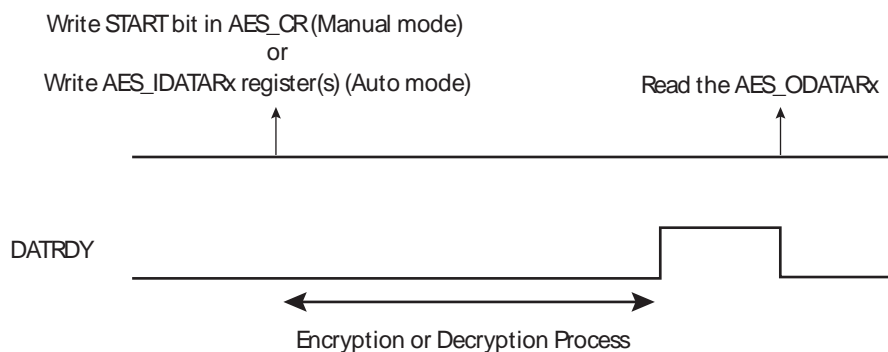 Write START bit in AES_CR (Manual mode)
or
Write AES_IDATARx register(s) (Auto mode)
Read the AES_ODATARx
DATRDY
Encryption or Decryption Process